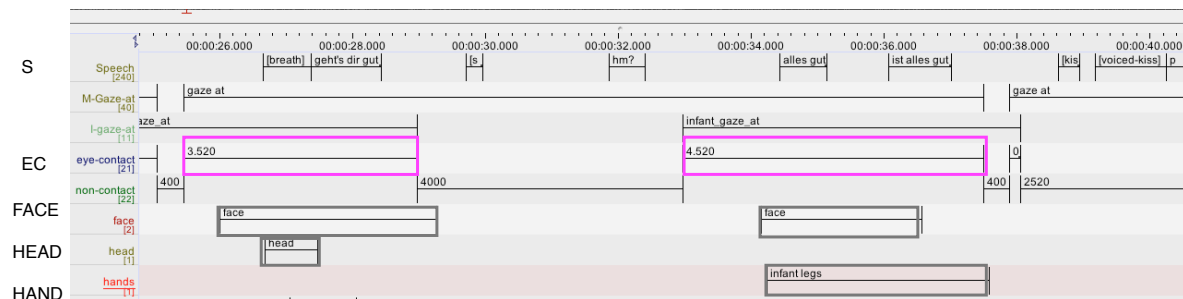 00:00:26.000 00:00:28.000 00:00:30.000 00:00:32.000 00:00:34.000 00:00:36.000 00:00:38.000 00:00:40.000
S Speech [breath] geht's dir gut [s hm? alles gut ist alles gut [kis [voiced-kiss] p
[240]
M-Gaze-at gaze at gaze at
[40]
I-gaze-at aze_at infant_gaze_at
[11]
EC eye-contact 3.520 4.520 0
[21]
non-contact 400 4000 400 2520
[22]
FACE face face face
[2]
HEAD head head
[1]
HAND hands infant legs
[1]